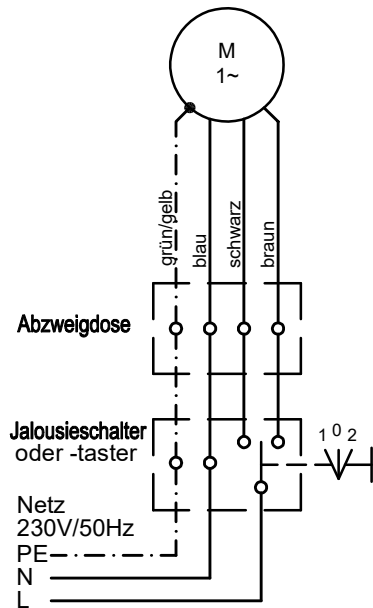 M
1~
grün/gelb
blau
schwarz
braun
Abzweigdose
Jalousieschalter
oder -taster
1 0 2
Netz
230V/50Hz
PE
N
L